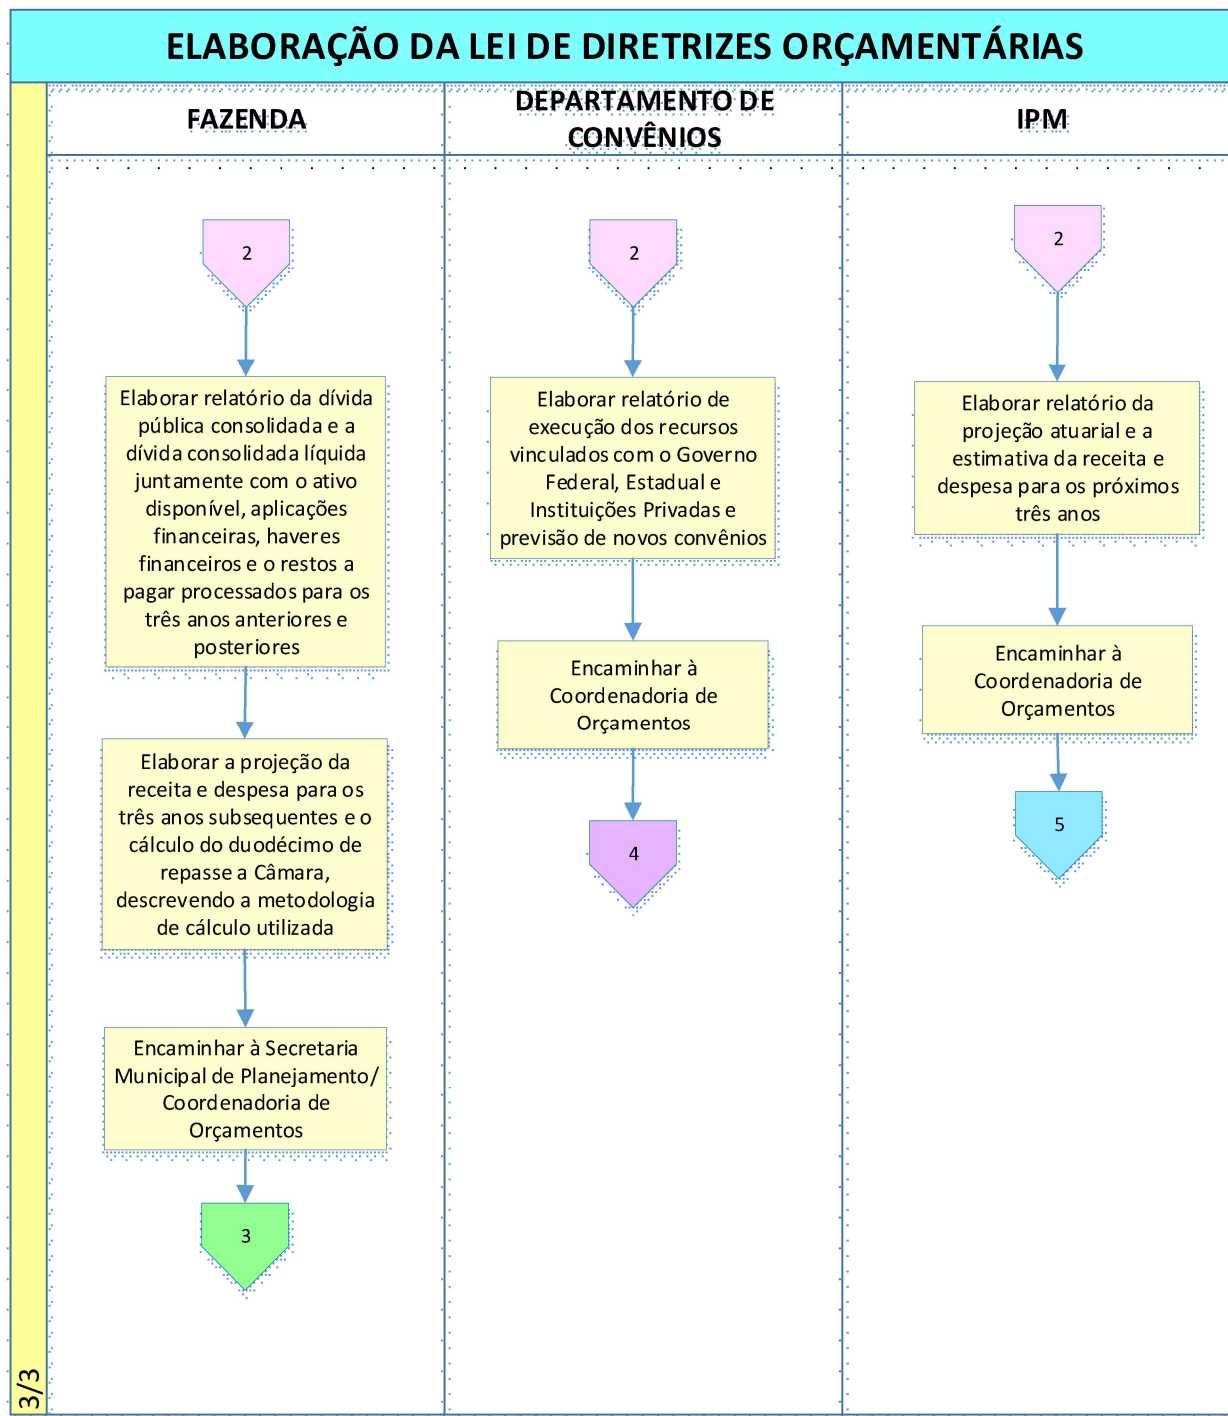 ELABORAÇÃO DA LEI DE DIRETRIZES ORÇAMENTÁRIAS
FAZENDA
2
Elaborar relatório da dívida
pública consolidada e a
dívida consolidada líquida
juntamente com o ativo
disponível, aplicações
financeiras, haveres
financeiros e o restos a
pagar processados para os
três anos anteriores e
posteriores
Elaborar a projeção da
receita e despesa para os
três anos subsequentes e o
cálculo do duodécimo de
repasse a Câmara,
descrevendo a metodologia
de cálculo utilizada
Encaminhar à Secretaria
Municipal de Planejamento/
Coordenadoria de
Orçamentos
3
DEPARTAMENTO DE
CONVÊNIOS
2
Elaborar relatório de
execução dos recursos
vinculados com o Governo
Federal, Estadual e
Instituições Privadas e
previsão de novos convênios
Encaminhar à
Coordenadoria de
Orçamentos
4
IPM
2
Elaborar relatório da
projeção atuarial e a
estimativa da receita e
despesa para os próximos
três anos
Encaminhar à
Coordenadoria de
Orçamentos
5
3/3